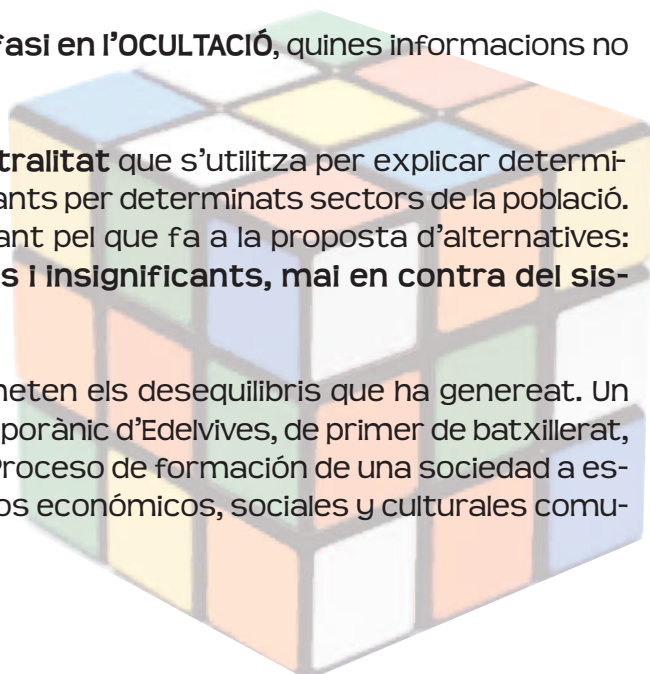 fasi en l'OCULTACIÓ, quines informacions no
tralitat que s'utilitza per explicar determi-
ants per determinats sectors de la població.
ant pel que fa a la proposta d'alternatives:
s i insignificants, mai en contra del sis-
neten els desequilibris que ha genereat. Un
porànic d'Edelvives, de primer de batxillerat,
Proceso de formación de una sociedad a es-
os económicos, sociales y culturales comu-